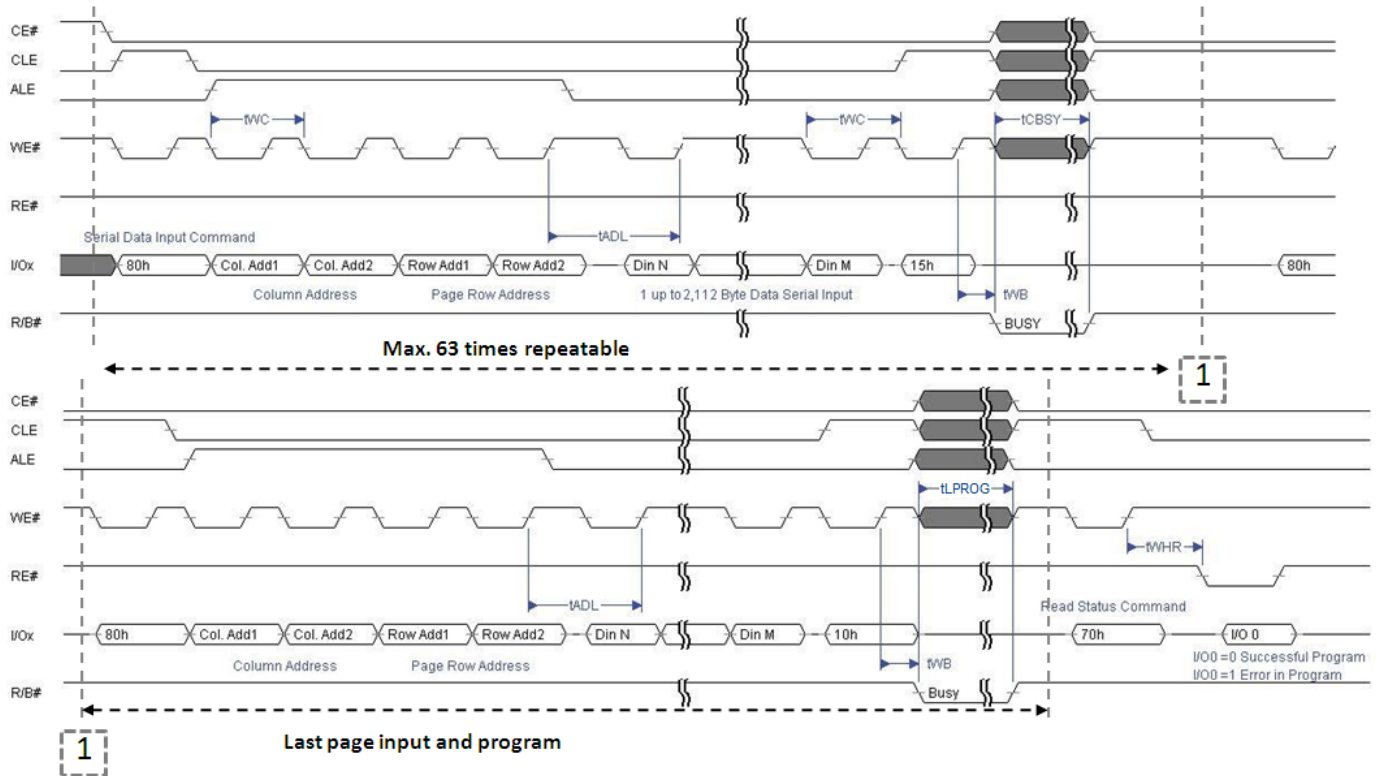 CE#
CLE
ALE
tWC tWC tCBSY
WE#
RE#
tADL
Serial Data Input Command
I/Ox 80h Col. Add1 Col. Add2 Row Add1 Row Add2 Din N Din M 15h 80h
Column Address Page Row Address 1 up to 2,112 Byte Data Serial Input tWB
R/B# BUSY
Max. 63 times repeatable
1
CE#
CLE
ALE
tLPROG
WE#
tWHR
RE#
tADL Read Status Command
I/Ox 80h Col. Add1 Col. Add2 Row Add1 Row Add2 Din N Din M 10h 70h I/O 0
Column Address Page Row Address tWB I/O0 =0 Successful Program
I/O0 =1 Error in Program
R/B# Busy
Last page input and program
1